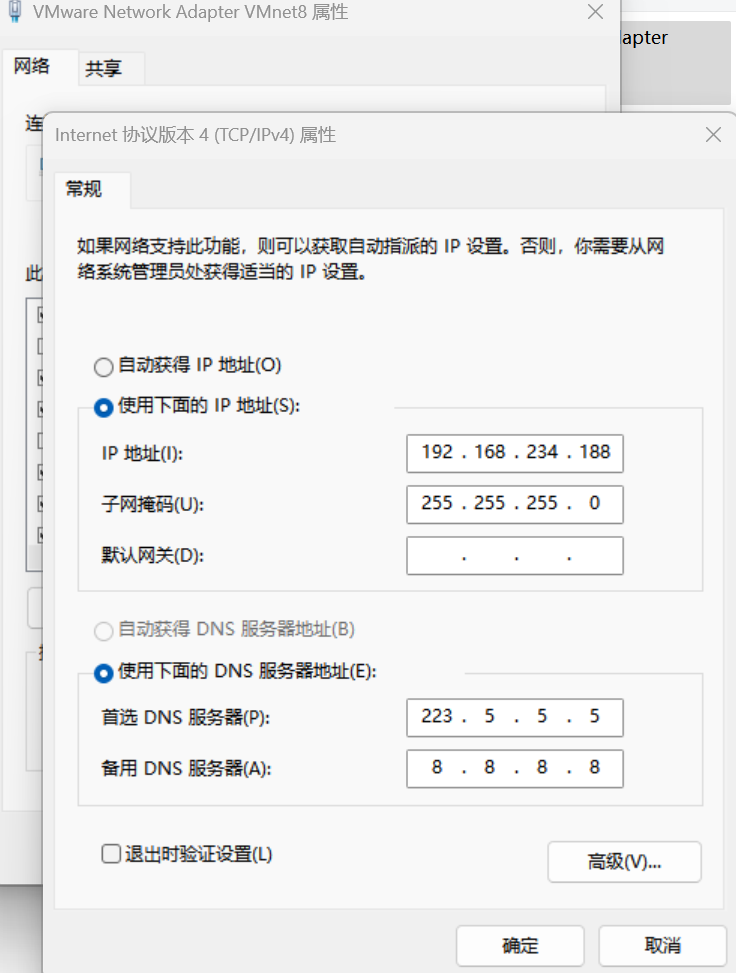 VMware Network Adapter VMnet8 属性
apter
网络
共享
连
Internet 协议版本 4 (TCP/IPv4) 属性
常规
如果网络支持此功能，则可以获取自动指派的 IP 设置。否则，你需要从网
络系统管理员处获得适当的 IP 设置。
此
自动获得 IP 地址(O)
使用下面的 IP 地址(S):
IP 地址(I):
192 . 168 . 234 . 188
子网掩码(U):
255 . 255 . 255 . 0
默认网关(D):
. . .
自动获得 DNS 服务器地址(B)
使用下面的 DNS 服务器地址(E):
首选 DNS 服务器(P):
223 . 5 . 5 . 5
备用 DNS 服务器(A):
8 . 8 . 8 . 8
退出时验证设置(L)
高级(V)...
确定
取消